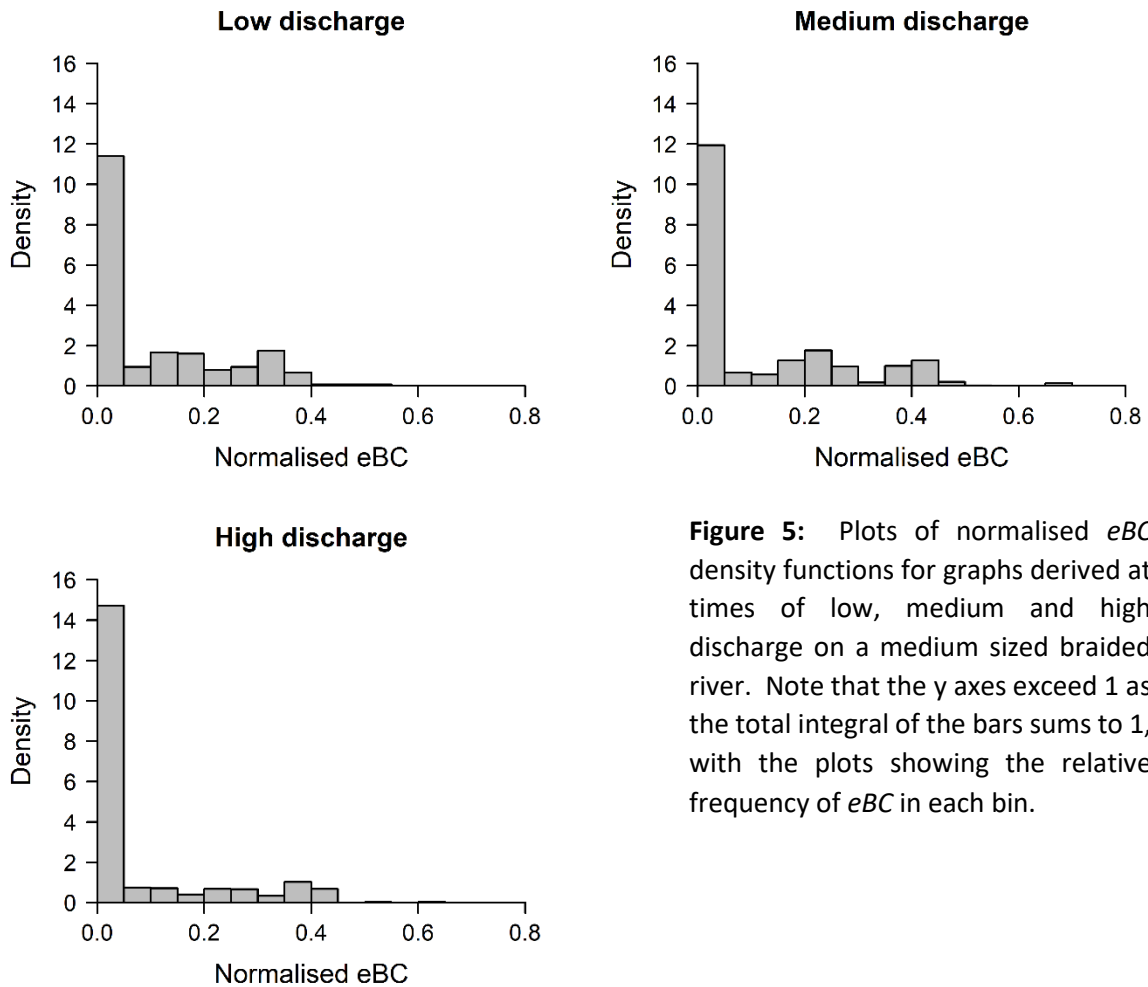 Low discharge
16
14
12
10
8
6
4
2
0
Density
0.0 0.2 0.4 0.6 0.8
Normalised eBC
Medium discharge
16
14
12
10
8
6
4
2
0
Density
0.0 0.2 0.4 0.6 0.8
Normalised eBC
High discharge
16
14
12
10
8
6
4
2
0
Density
0.0 0.2 0.4 0.6 0.8
Normalised eBC
Figure 5: Plots of normalised eBC
density functions for graphs derived at
times of low, medium and high
discharge on a medium sized braided
river. Note that the y axes exceed 1 as
the total integral of the bars sums to 1,
with the plots showing the relative
frequency of eBC in each bin.